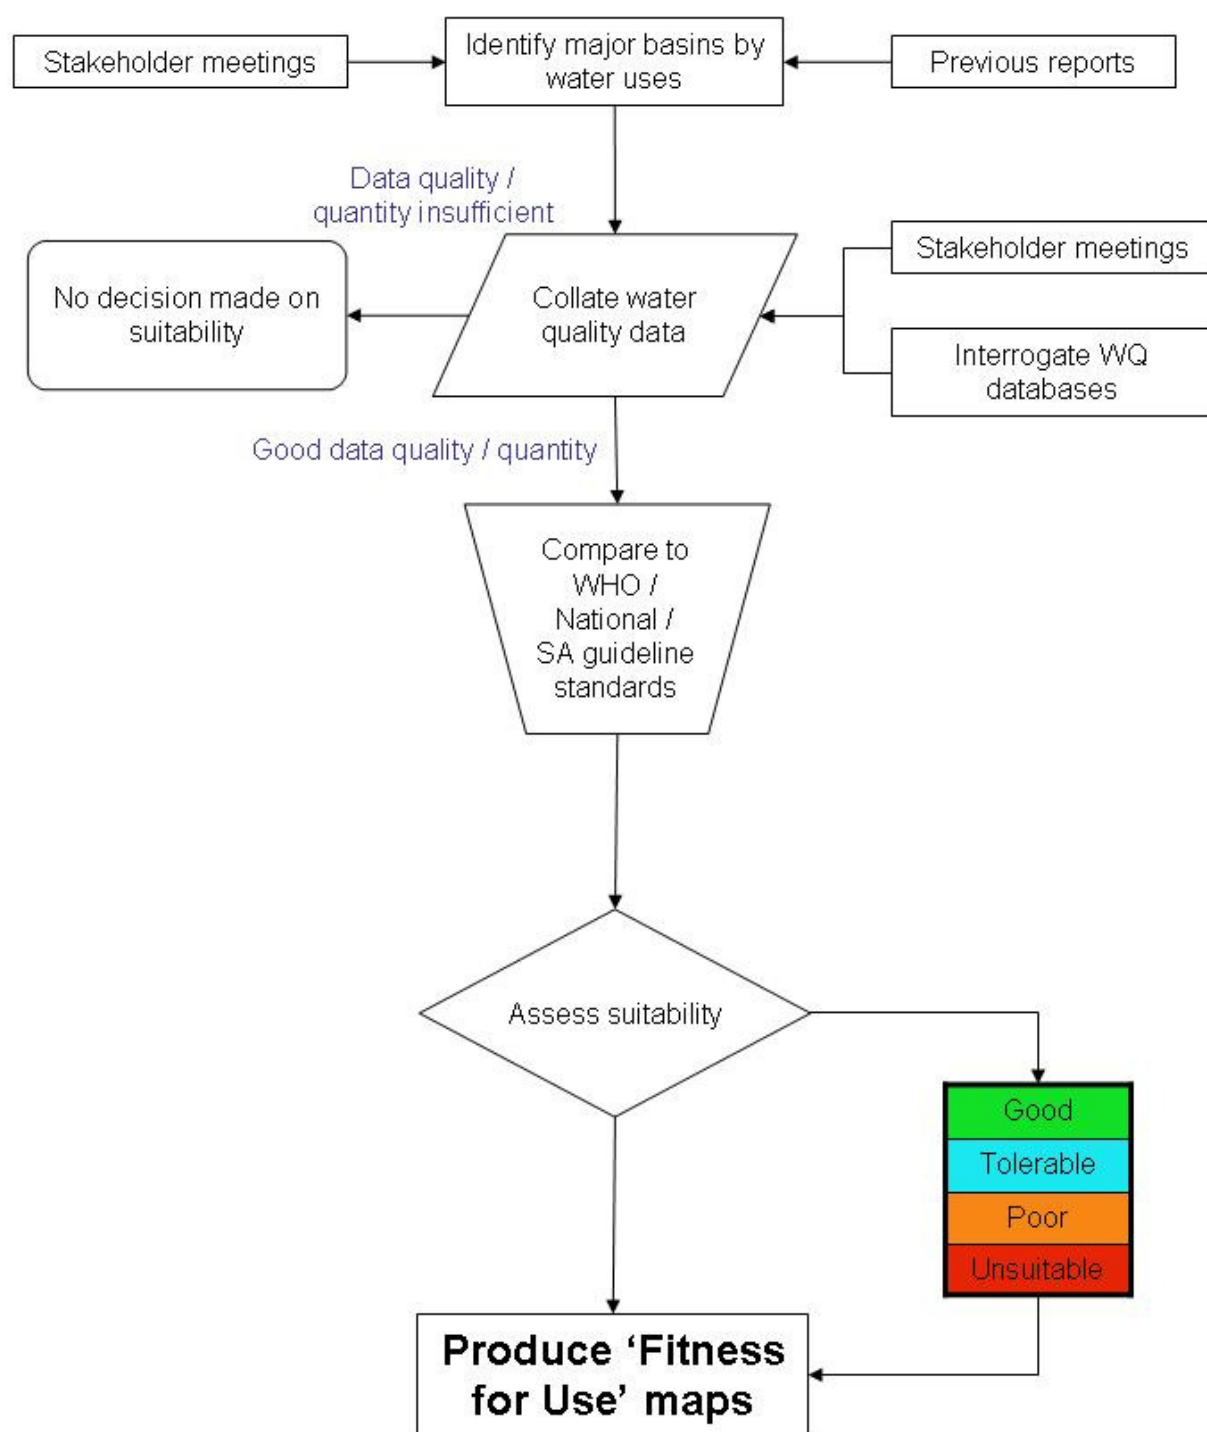 Stakeholder meetings
Identify major basins by
water uses
Previous reports
Data quality /
quantity insufficient
No decision made on
suitability
Collate water
quality data
Stakeholder meetings
Interrogate WQ
databases
Good data quality / quantity
Compare to
WHO /
National /
SA guideline
standards
Assess suitability
Good
Tolerable
Poor
Unsuitable
Produce ‘Fitness
for Use’ maps